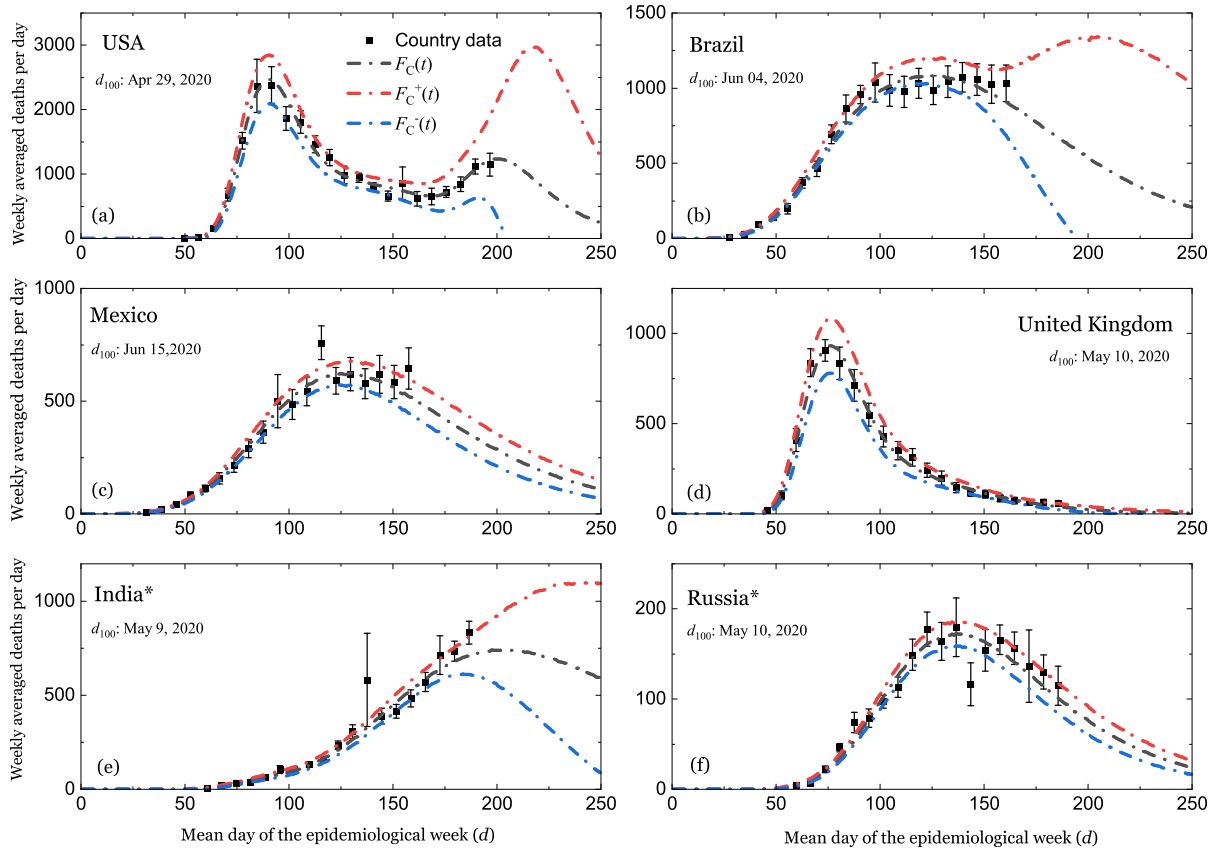 USA
d100: Apr 29, 2020
Country data
FC(t)
FC+(t)
FC-(t)
(a)
3000
2000
1000
0
0 50 100 150 200 250
Weekly averaged deaths per day
Brazil
d100: Jun 04, 2020
(b)
1500
1000
500
0
0 50 100 150 200 250
Mexico
d100: Jun 15,2020
(c)
1000
500
0
0 50 100 150 200 250
Weekly averaged deaths per day
United Kingdom
d100: May 10, 2020
(d)
1000
500
0
0 50 100 150 200 250
India*
d100: May 9, 2020
(e)
1000
500
0
0 50 100 150 200 250
Weekly averaged deaths per day
Mean day of the epidemiological week (d)
Russia*
d100: May 10, 2020
(f)
200
100
0
0 50 100 150 200 250
Mean day of the epidemiological week (d)